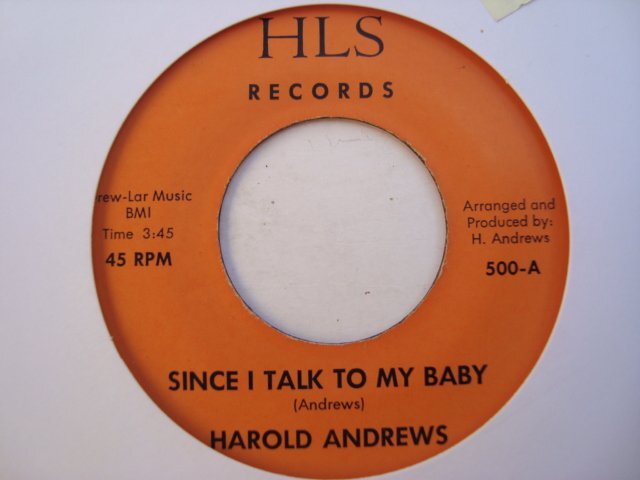 HLS
RECORDS
rew-Lar Music
BMI
Time 3:45
45 RPM
Arranged and
Produced by:
H. Andrews
500-A
SINCE I TALK TO MY BABY
(Andrews)
HAROLD ANDREWS